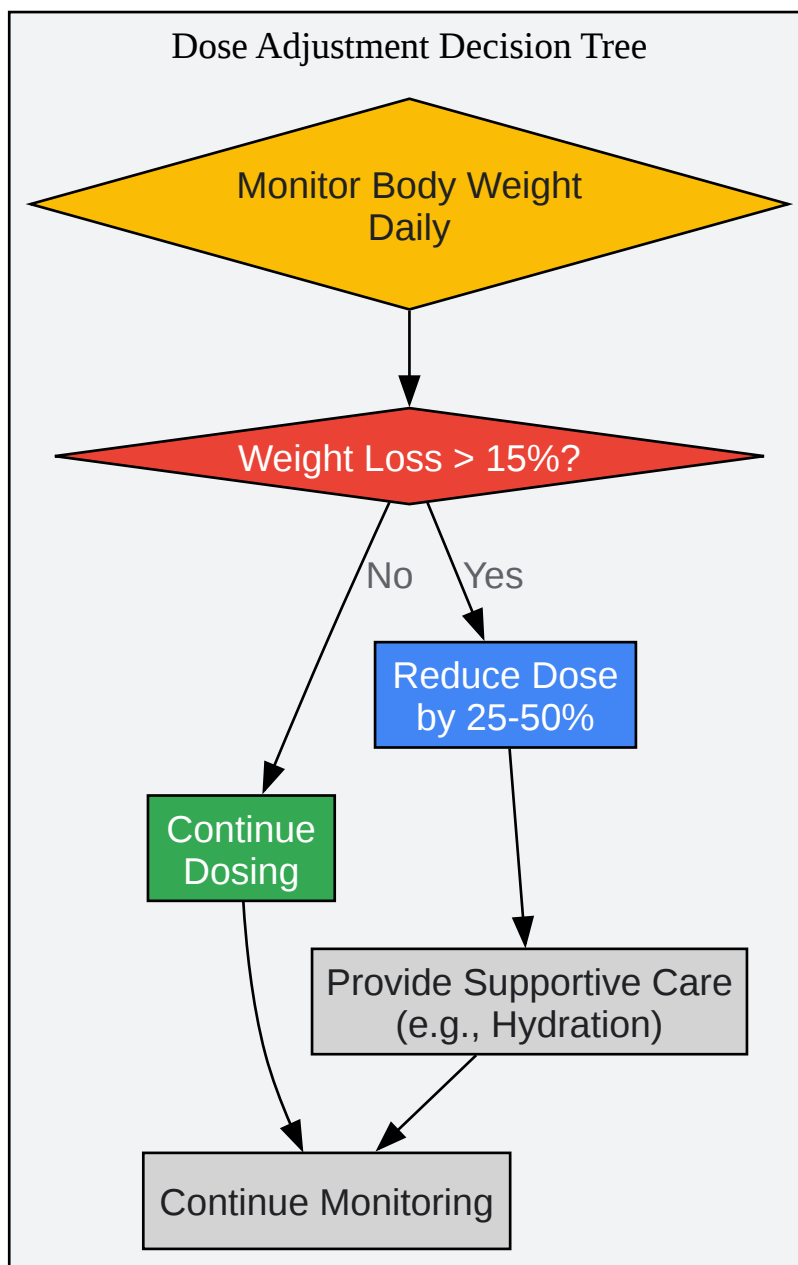 Dose Adjustment Decision Tree
Monitor Body Weight
Daily
Weight Loss > 15%?
No
Yes
Reduce Dose
by 25-50%
Continue
Dosing
Provide Supportive Care
(e.g., Hydration)
Continue Monitoring